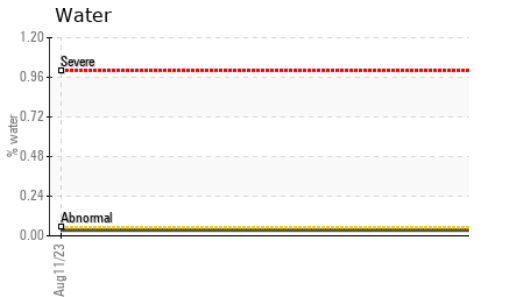 Water
1.20
Severe
0.96
0.72
% water
0.48
0.24
Abnormal
0.00
Aug11/23